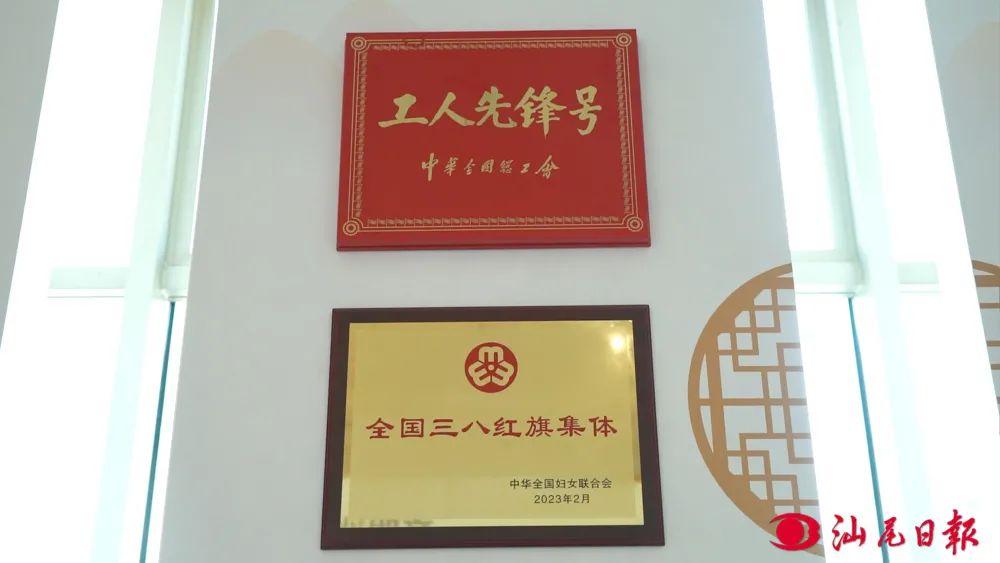 工人先锋号
中华全国総工會
全国三八红旗集体
中华全国妇女联合会
2023年2月
汕尾日報